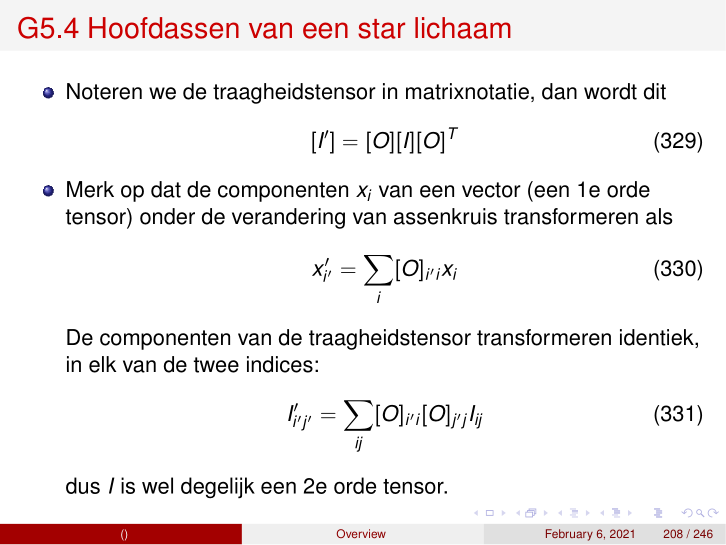 G5.4 Hoofdassen van een star lichaam
Noteren we de traagheidstensor in matrixnotatie, dan wordt dit
[I′] = [O][I][O]ᵀ (329)
Merk op dat de componenten xᵢ van een vector (een 1e orde
tensor) onder de verandering van assenkruis transformeren als
x′_{i′} = ∑_{i} [O]_{i′i} x_i (330)
De componenten van de traagheidstensor transformeren identiek,
in elk van de twee indices:
I′_{i′j′} = ∑_{ij} [O]_{i′i}[O]_{j′j} I_{ij} (331)
dus I is wel degelijk een 2e orde tensor.
() Overview February 6, 2021 208 / 246